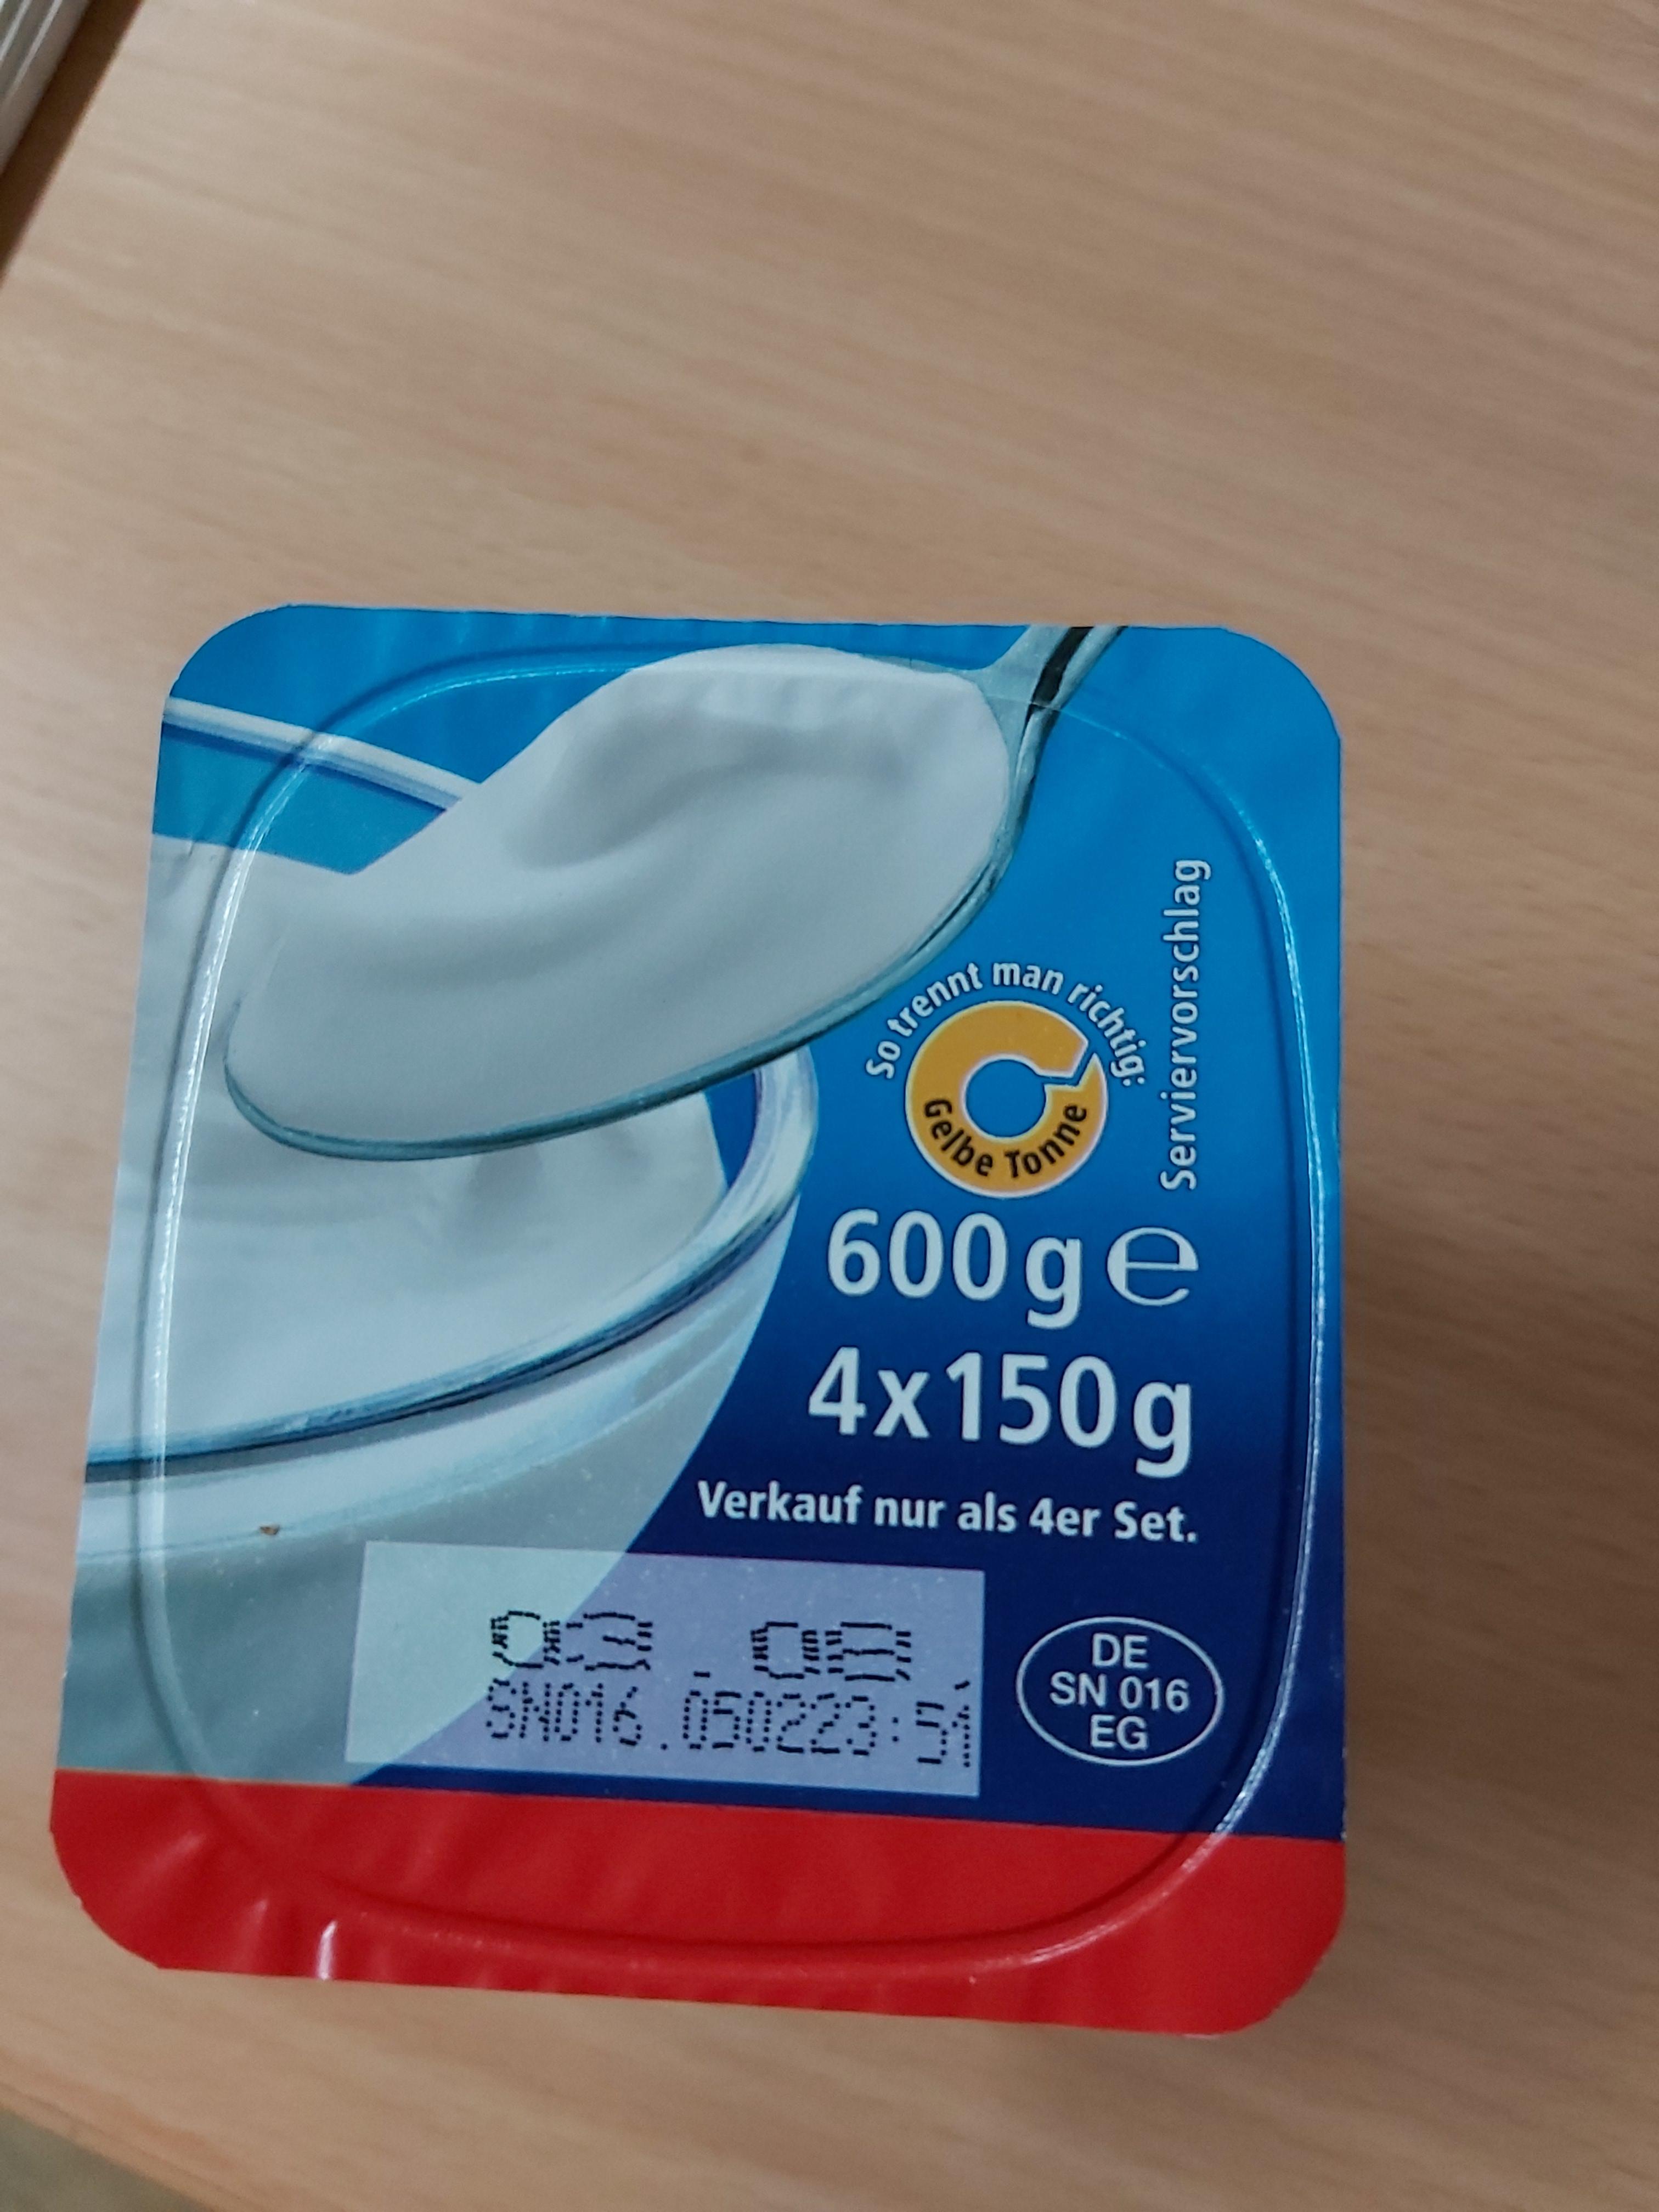 So trennt man richtig:
Gelbe Tonne
Serviervorschlag
600g e
4x150g
Verkauf nur als 4er Set.
03.08.
SN016.050223:51
DE
SN 016
EG